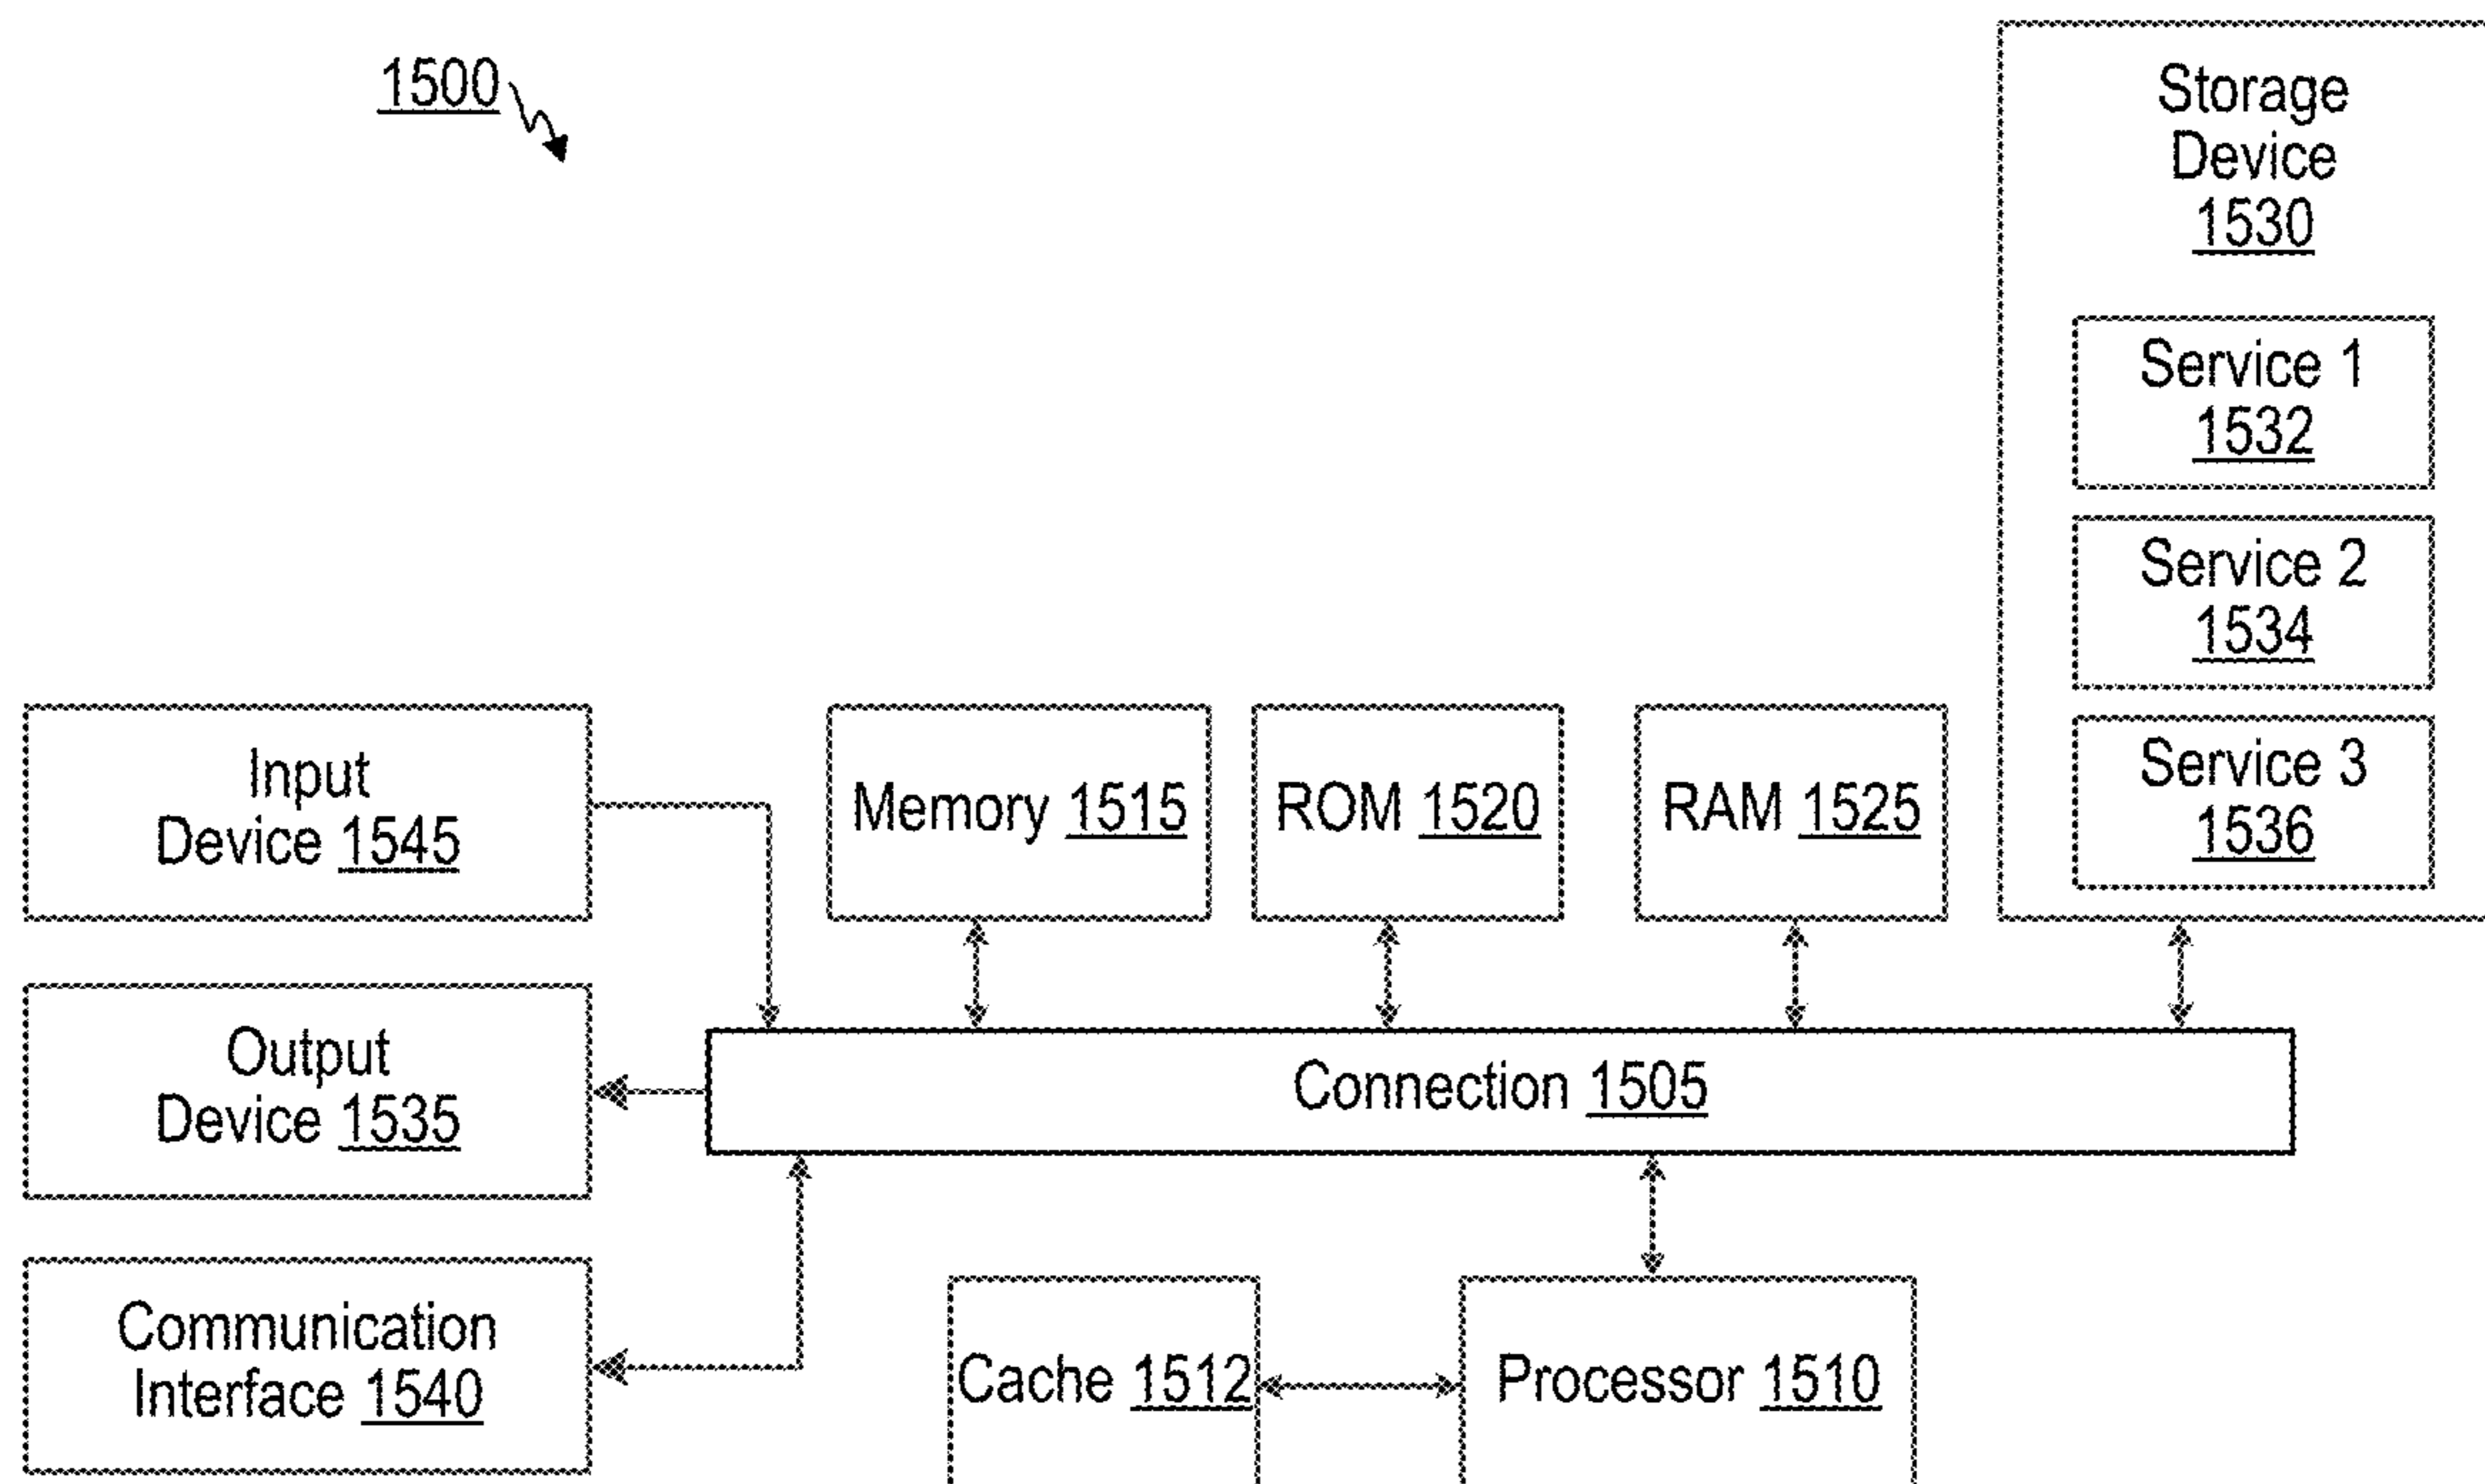 1500
Storage
Device
1530
Service 1
1532
Service 2
1534
Service 3
1536
Input
Device 1545
Memory 1515
ROM 1520
RAM 1525
Output
Device 1535
Connection 1505
Communication
Interface 1540
Cache 1512
Processor 1510